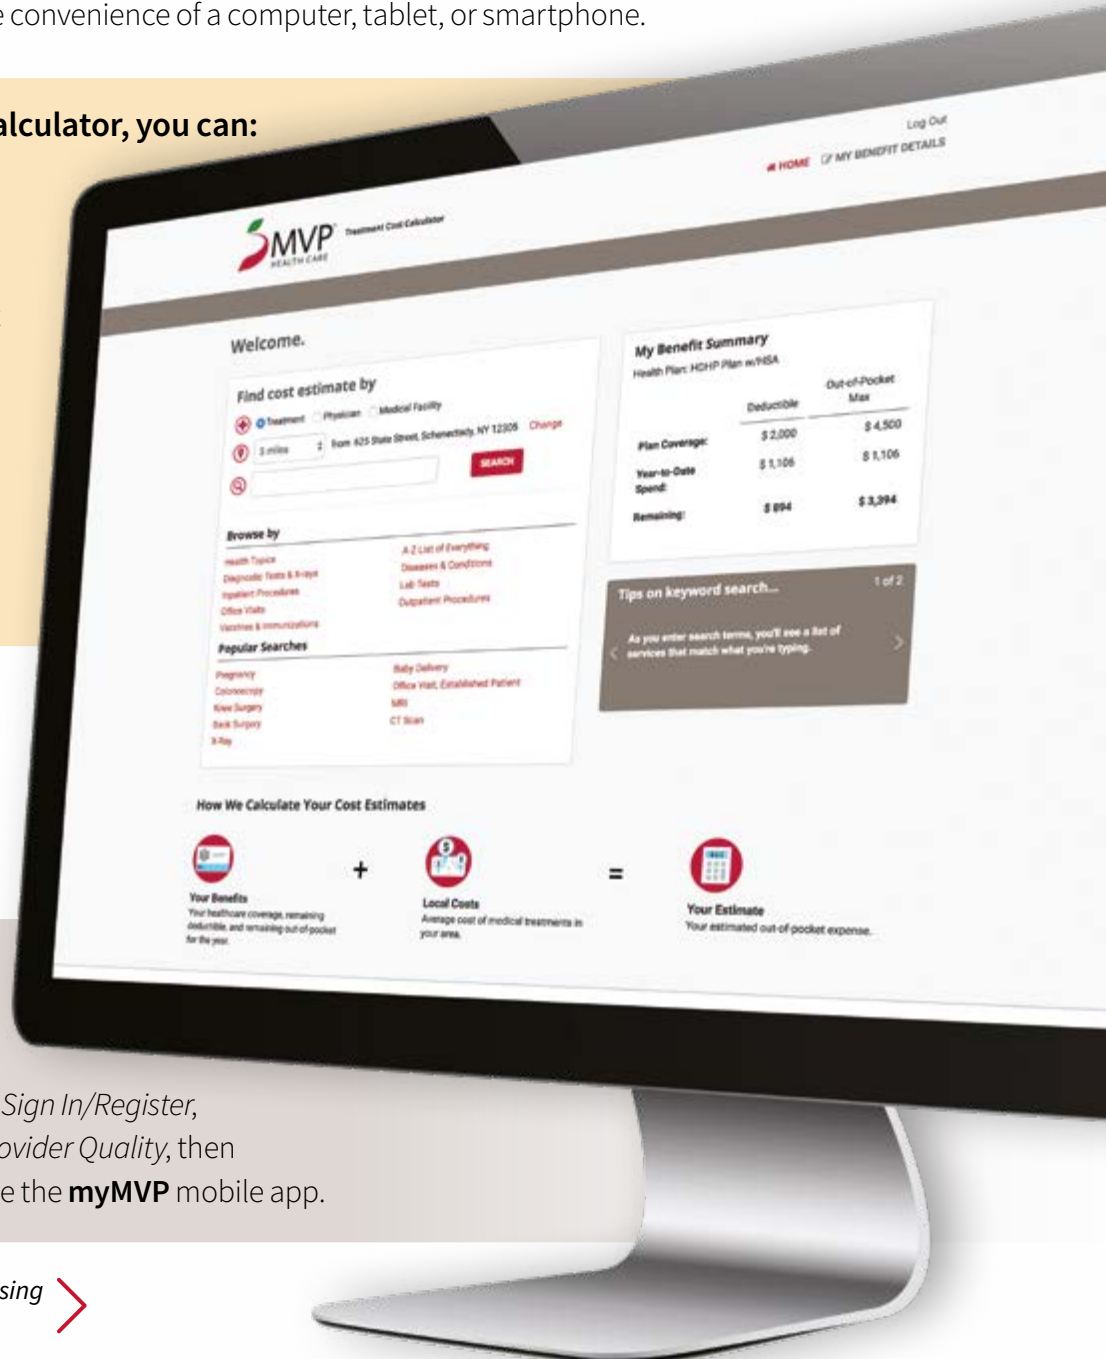 e convenience of a computer, tablet, or smartphone.
alculator, you can:
Log Out
HOME MY BENEFIT DETAILS
MVP
HEALTH CARE
Treatment Cost Calculator
Welcome.
Find cost estimate by
Treatment Physician Medical Facility
5 miles from 625 State Street, Schenectady, NY 12305 Change
SEARCH
Browse by
Health Topics
Diagnostic Tests & X-rays
Inpatient Procedures
Office Visits
Vaccines & Immunizations
A-Z List of Everything
Diseases & Conditions
Lab Tests
Outpatient Procedures
Popular Searches
Pregnancy
Colonoscopy
Knee Surgery
Back Surgery
X-Ray
Baby Delivery
Office Visit, Established Patient
MRI
CT Scan
My Benefit Summary
Health Plan: HDHP Plan w/HSA
Deductible Out-of-Pocket
Max
Plan Coverage: $ 2,000 $ 4,500
Year-to-Date $ 1,106 $ 1,106
Spend:
Remaining: $ 894 $ 3,394
Tips on keyword search... 1 of 2
As you enter search terms, you'll see a list of
services that match what you're typing.
How We Calculate Your Cost Estimates
+
=
Your Benefits
Your healthcare coverage, remaining
deductible, and remaining out-of-pocket
for the year.
Local Costs
Average cost of medical treatments in
your area.
Your Estimate
Your estimated out-of-pocket expense.
Sign In/Register,
ovider Quality, then
e the myMVP mobile app.
sing